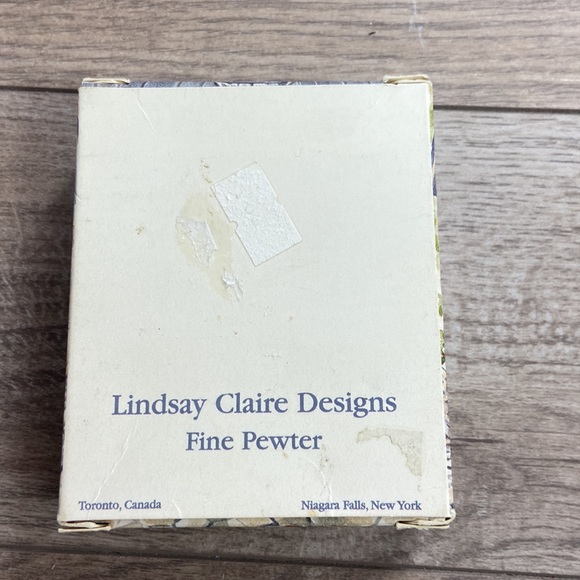 Lindsay Claire Designs
Fine Pewter
Toronto, Canada
Niagara Falls, New York